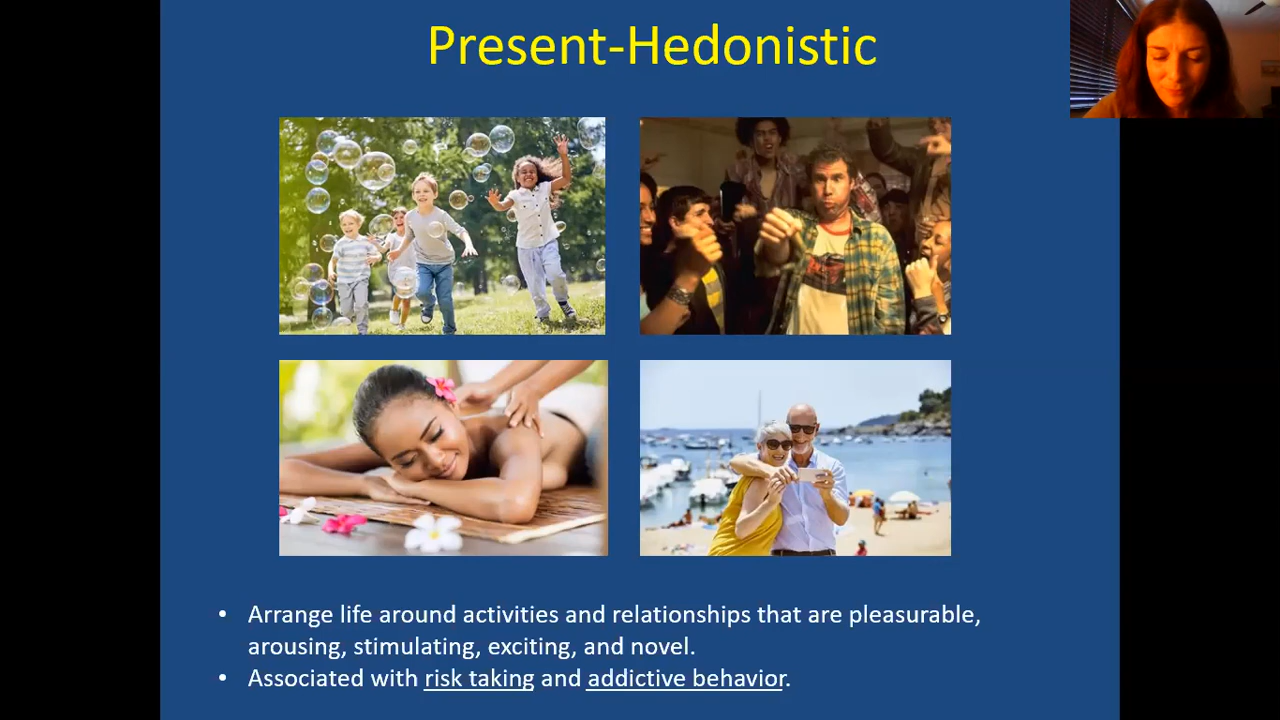 Present-Hedonistic
• Arrange life around activities and relationships that are pleasurable,
arousing, stimulating, exciting, and novel.
• Associated with risk taking and addictive behavior.